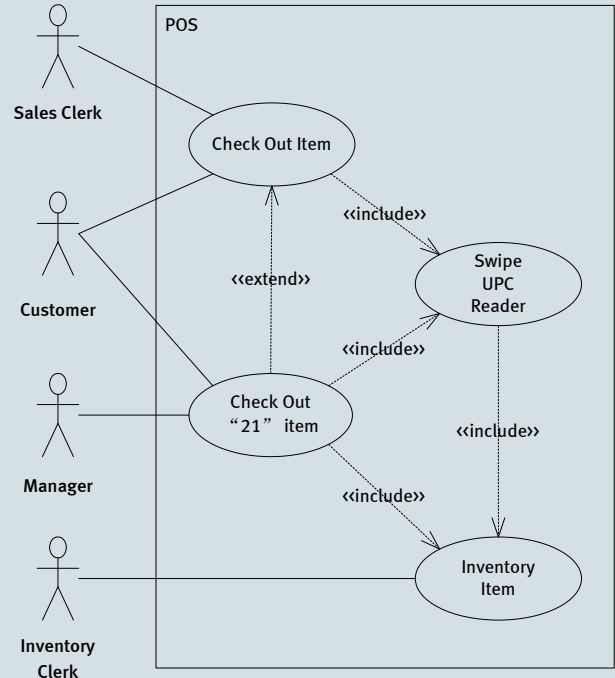 POS
Sales Clerk
Check Out Item
<<include>>
Customer
<<extend>>
Swipe
UPC
Reader
<<include>>
Check Out
“21” item
<<include>>
Manager
<<include>>
Inventory
Item
Inventory
Clerk